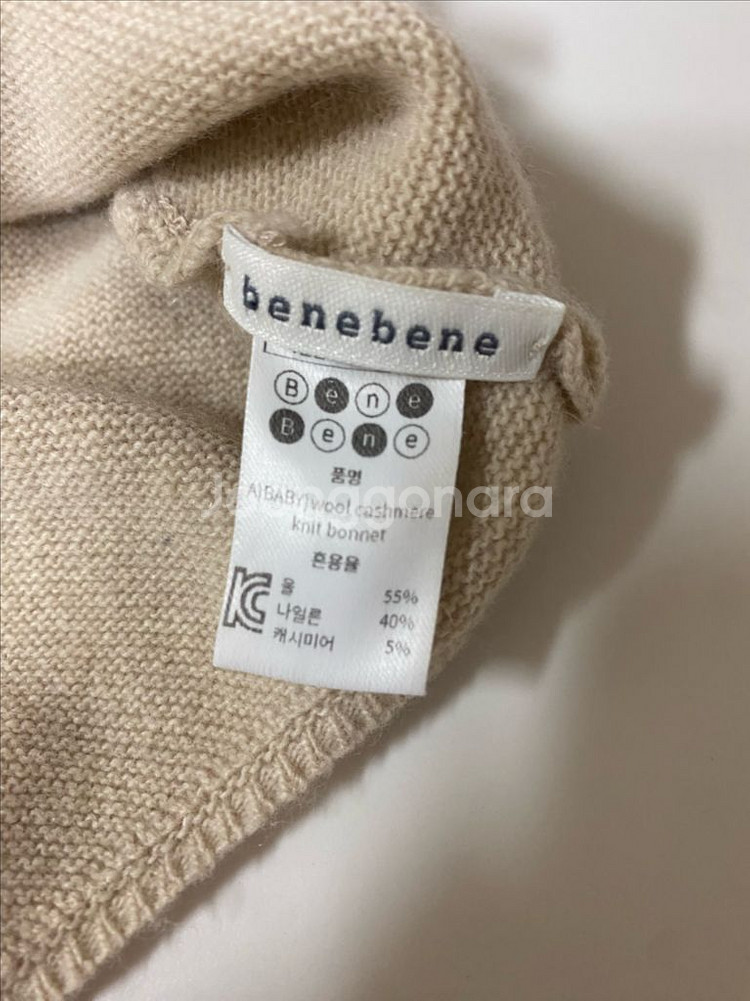 benebene
Bene
Bene
품명
A)BABY)wool cashmere
knit bonnet
혼용율
울 55%
나일론 40%
캐시미어 5%
Joonggonara